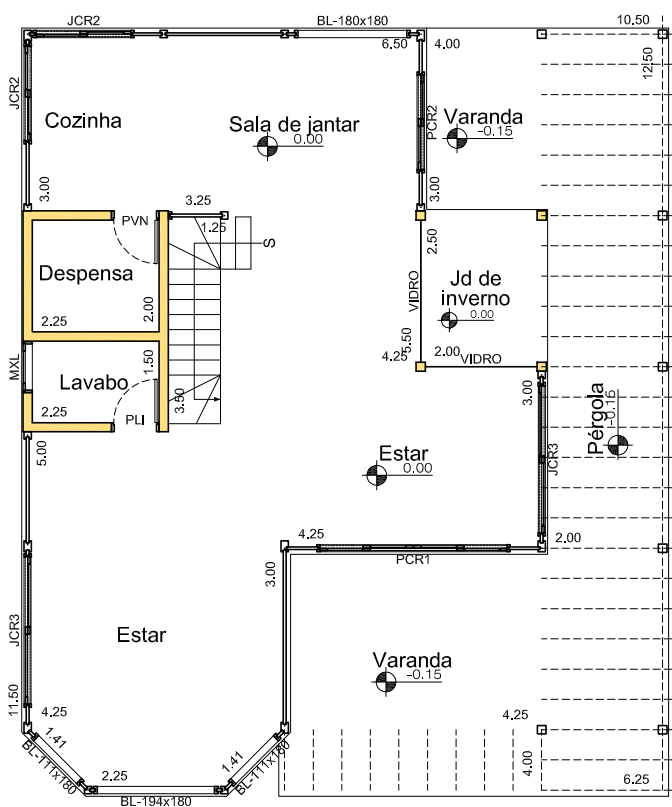 JCR2
BL-180x180
10.50
6.50
4.00
12.50
JCR2
Cozinha
Sala de jantar
0.00
PCR2
Varanda
-0.15
3.00
3.00
3.25
PVN
1.25
S
2.50
Despensa
VIDRO
Jd de
inverno
0.00
2.25
2.00
5.50
4.25
2.00
VIDRO
MXL
Lavabo
1.50
2.25
PLI
3.50
3.00
Pérgola
-0.15
5.00
Estar
0.00
JCR3
4.25
2.00
PCR1
3.00
JCR3
Estar
Varanda
-0.15
11.50
4.25
4.25
1.41
1.41
BL-111x180
BL-111x180
2.25
4.00
6.25
BL-194x180